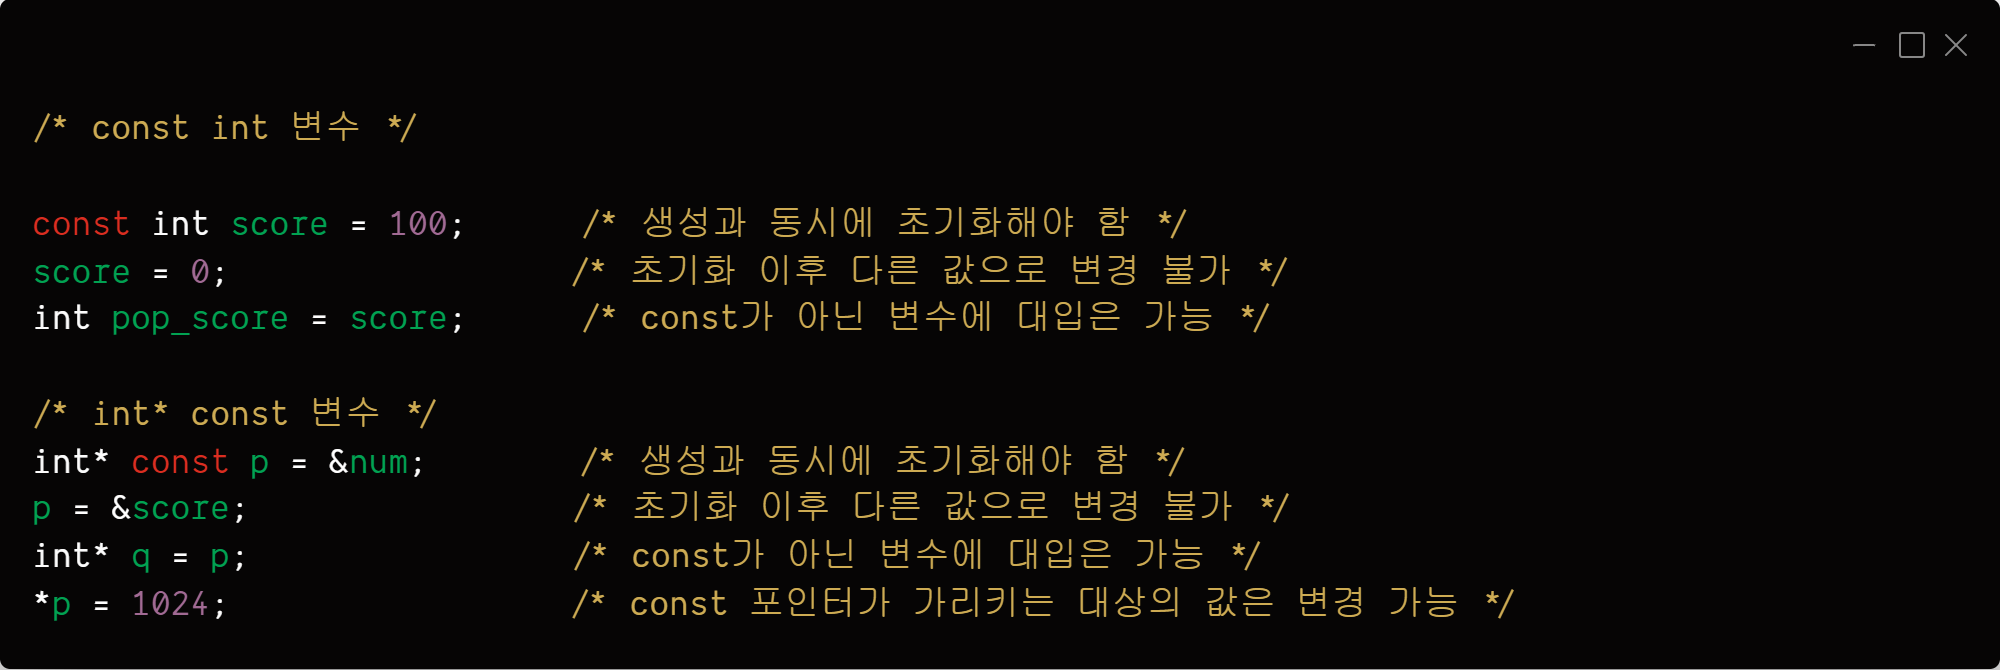 /* const int 변수 */
const int score = 100; /* 생성과 동시에 초기화해야 함 */
score = 0; /* 초기화 이후 다른 값으로 변경 불가 */
int pop_score = score; /* const가 아닌 변수에 대입은 가능 */
/* int* const 변수 */
int* const p = &num; /* 생성과 동시에 초기화해야 함 */
p = &score; /* 초기화 이후 다른 값으로 변경 불가 */
int* q = p; /* const가 아닌 변수에 대입은 가능 */
*p = 1024; /* const 포인터가 가리키는 대상의 값은 변경 가능 */